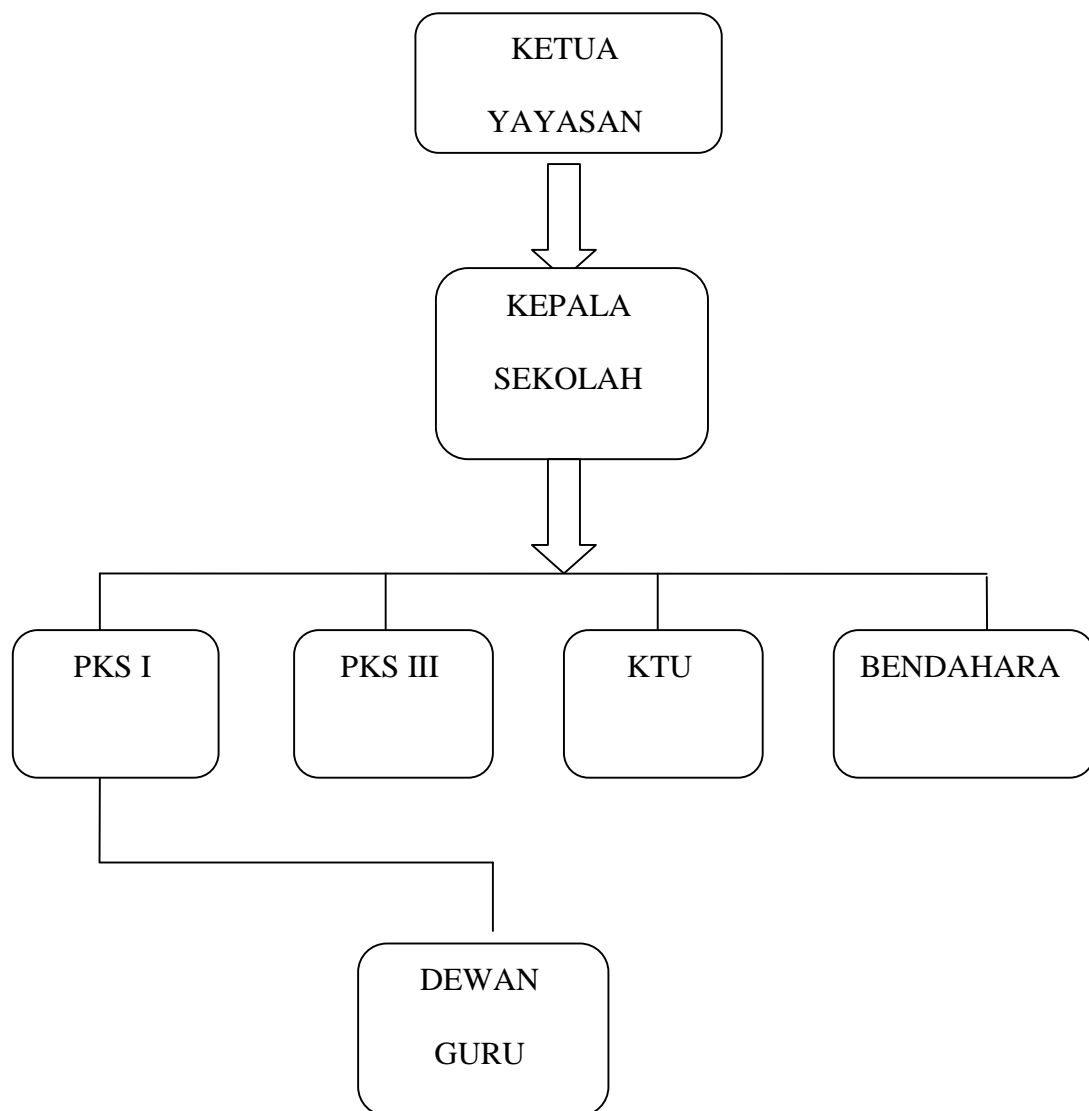 KETUA
YAYASAN
KEPALA
SEKOLAH
PKS I
PKS III
KTU
BENDAHARA
DEWAN
GURU